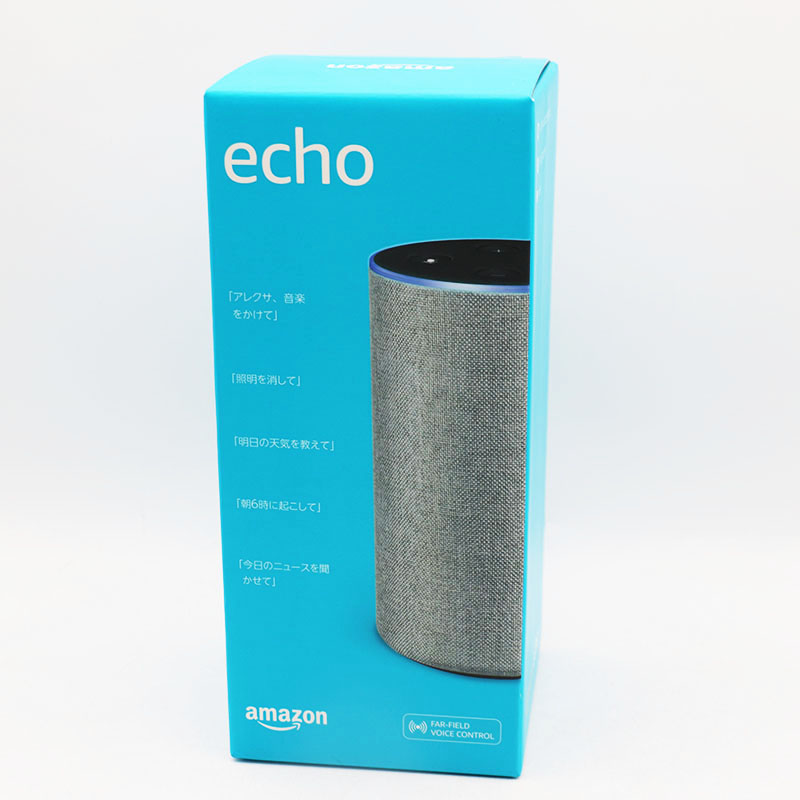 amazon
echo
「アレクサ、音楽
をかけて」
「照明を消して」
「明日の天気を教えて」
「朝6時に起こして」
「今日のニュースを聞
かせて」
amazon
FAR-FIELD
VOICE CONTROL